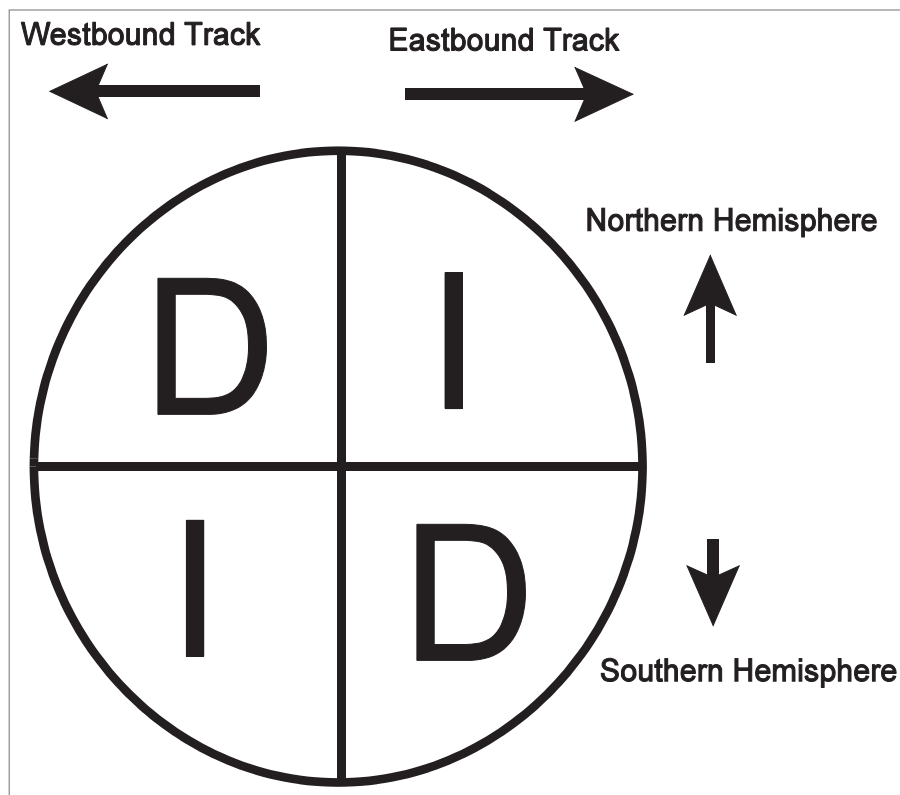 Westbound Track
Eastbound Track
Northern Hemisphere
D I
I D
Southern Hemisphere